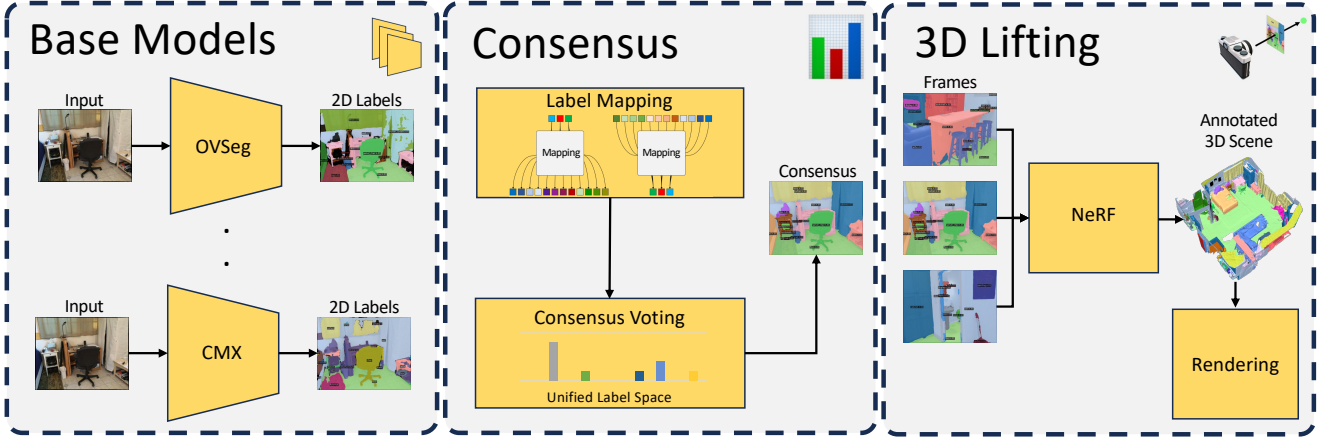 Base Models
Input
OVSeg
2D Labels
Input
CMX
2D Labels
Consensus
Label Mapping
Mapping
Mapping
Consensus
Consensus Voting
Unified Label Space
3D Lifting
Frames
NeRF
Annotated
3D Scene
Rendering